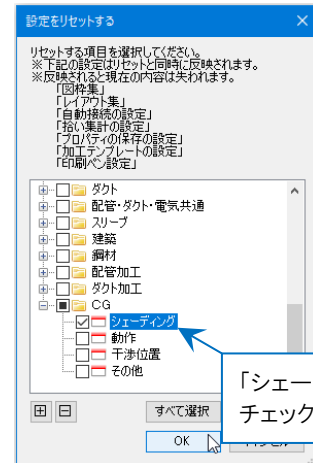 設定をリセットする
リセットする項目を選択してください。
※下記の設定はリセットと同時に反映されます。
※反映されると現在の内容は失われます。
「図枠集」
「レイアウト集」
「自動接続の設定」
「拾い集計の設定」
「プロパティの保存の設定」
「加工テンプレートの設定」
「印刷ペン設定」
ダクト
配管・ダクト・電気共通
スリーブ
建築
鋼材
配管加工
ダクト加工
CG
シェーディング
動作
干渉位置
その他
「シェー
チェック
すべて選択
OK